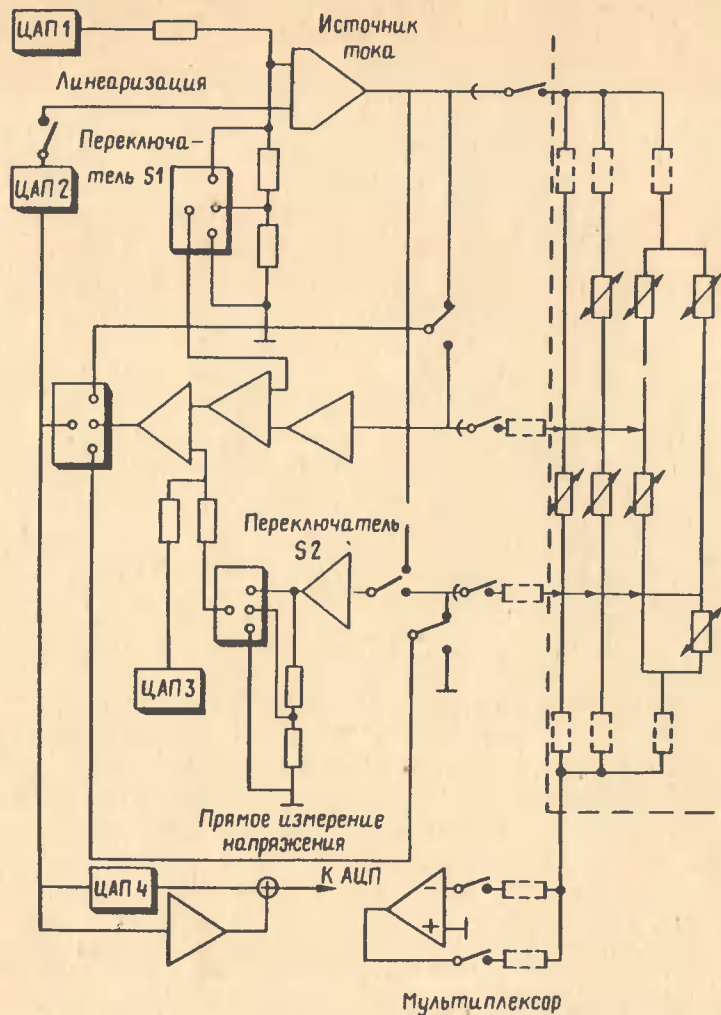 ЦАП 1
Источник
тока
Линеаризация
Переключа-
тель S1
ЦАП 2
Переключатель
S2
ЦАП 3
Прямое измерение
напряжения
ЦАП 4
К АЦП
-
+
+
Мультиплексор